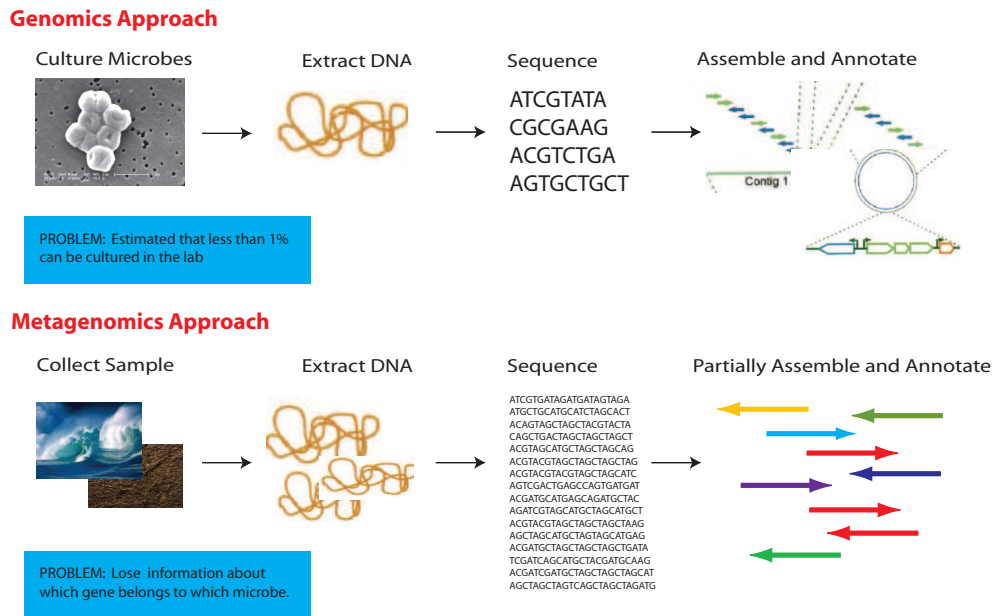 Genomics Approach
Culture Microbes
Extract DNA
Sequence
Assemble and Annotate
ATCGTATA
CGCGAAG
ACGTCTGA
AGTGCTGCT
Contig 1
PROBLEM: Estimated that less than 1%
can be cultured in the lab
Metagenomics Approach
Collect Sample
Extract DNA
Sequence
Partially Assemble and Annotate
ATCGTGATAGATGATAGTAGA
ATGCTGCATGCATCTAGCACT
ACAGTAGCTAGCTACGTACTA
CAGCTGACTAGCTAGCTAGCT
ACGTAGCATGCTAGCTAGCAG
ACGTACGTAGCTAGCTAGCTAG
ACGTACGTACGTAGCTAGCATC
AGTCGACTGAGCCAGTGATGAT
ACGATGCATGAGCAGATGCTAC
AGATCGTAGCATGCTAGCATGCT
ACGTACGTAGCTAGCTAGCTAAG
AGCTAGCATGCTAGTAGCATGAG
ACGATGCTAGCTAGCTAGCTGATA
TCGATCAGCATGCTACGATGCAAG
ACGATCGATGCTAGCTAGCTAGCAT
AGCTAGCTAGTCAGCTAGCTAGATG
PROBLEM: Lose information about
which gene belongs to which microbe.